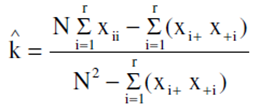 k̂ = (N Σ_{i=1}^{r} x_{ii} − Σ_{i=1}^{r} (x_{i+} x_{+i})) / (N² − Σ_{i=1}^{r} (x_{i+} x_{+i}))